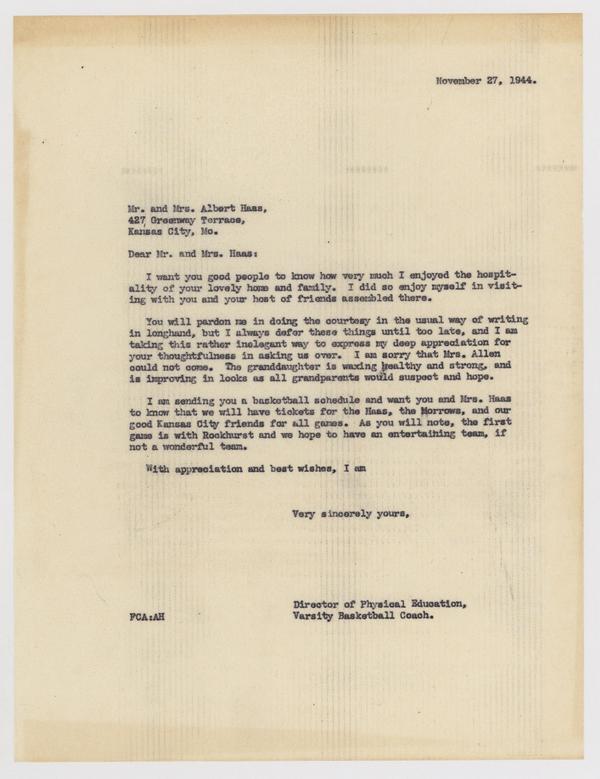 November 27, 1944.
Mr. and Mrs. Albert Haas,
427 Greenway Terrace,
Kansas City, Mo.
Dear Mr. and Mrs. Haas:
I want you good people to know how very much I enjoyed the hospit-
ality of your lovely home and family. I did so enjoy myself in visit-
ing with you and your host of friends assembled there.
You will pardon me in doing the courtesy in the usual way of writing
in longhand, but I always defer these things until too late, and I am
taking this rather inelegant way to express my deep appreciation for
your thoughtfulness in asking us over. I am sorry that Mrs. Allen
could not come. The granddaughter is waxing healthy and strong, and
is improving in looks as all grandparents would suspect and hope.
I am sending you a basketball schedule and want you and Mrs. Haas
to know that we will have tickets for the Haas, the Morrows, and our
good Kansas City friends for all games. As you will note, the first
game is with Rockhurst and we hope to have an entertaining team, if
not a wonderful team.
With appreciation and best wishes, I am
Very sincerely yours,
Director of Physical Education,
FCA:AH Varsity Basketball Coach.